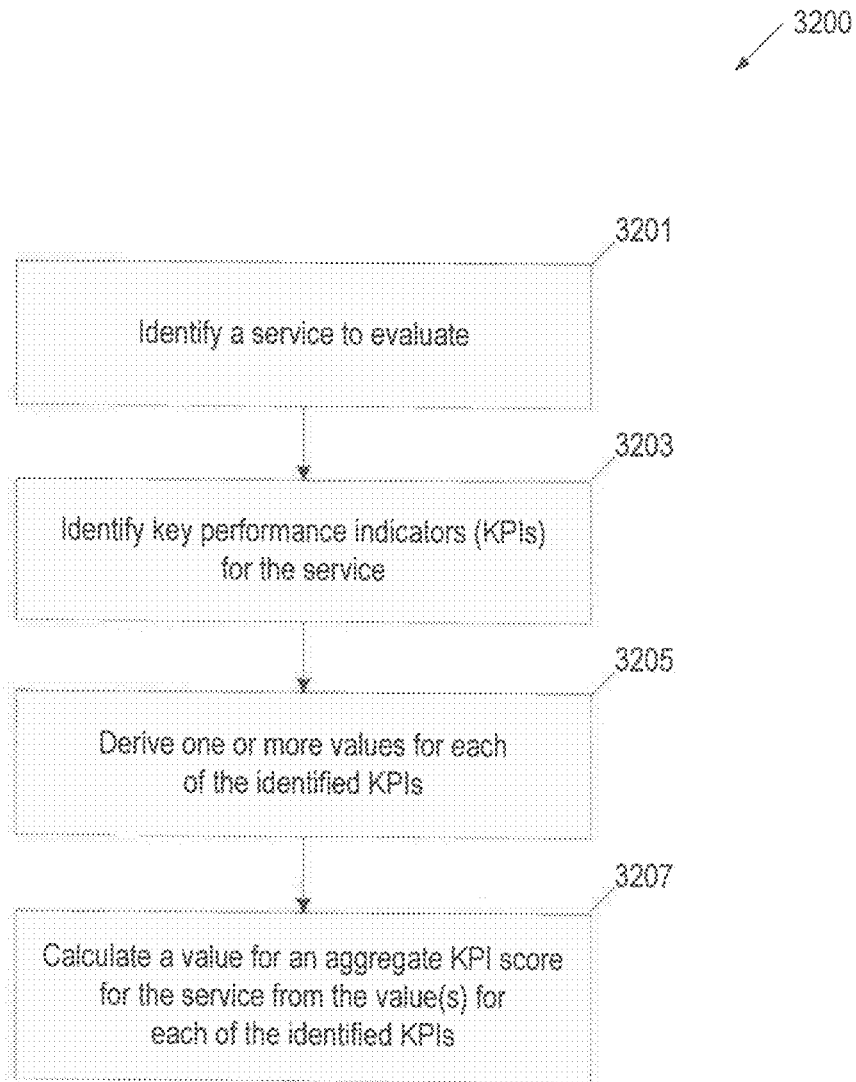 3200
3201
Identify a service to evaluate
3203
Identify key performance indicators (KPIs)
for the service
3205
Derive one or more values for each
of the identified KPIs
3207
Calculate a value for an aggregate KPI score
for the service from the value(s) for
each of the identified KPIs